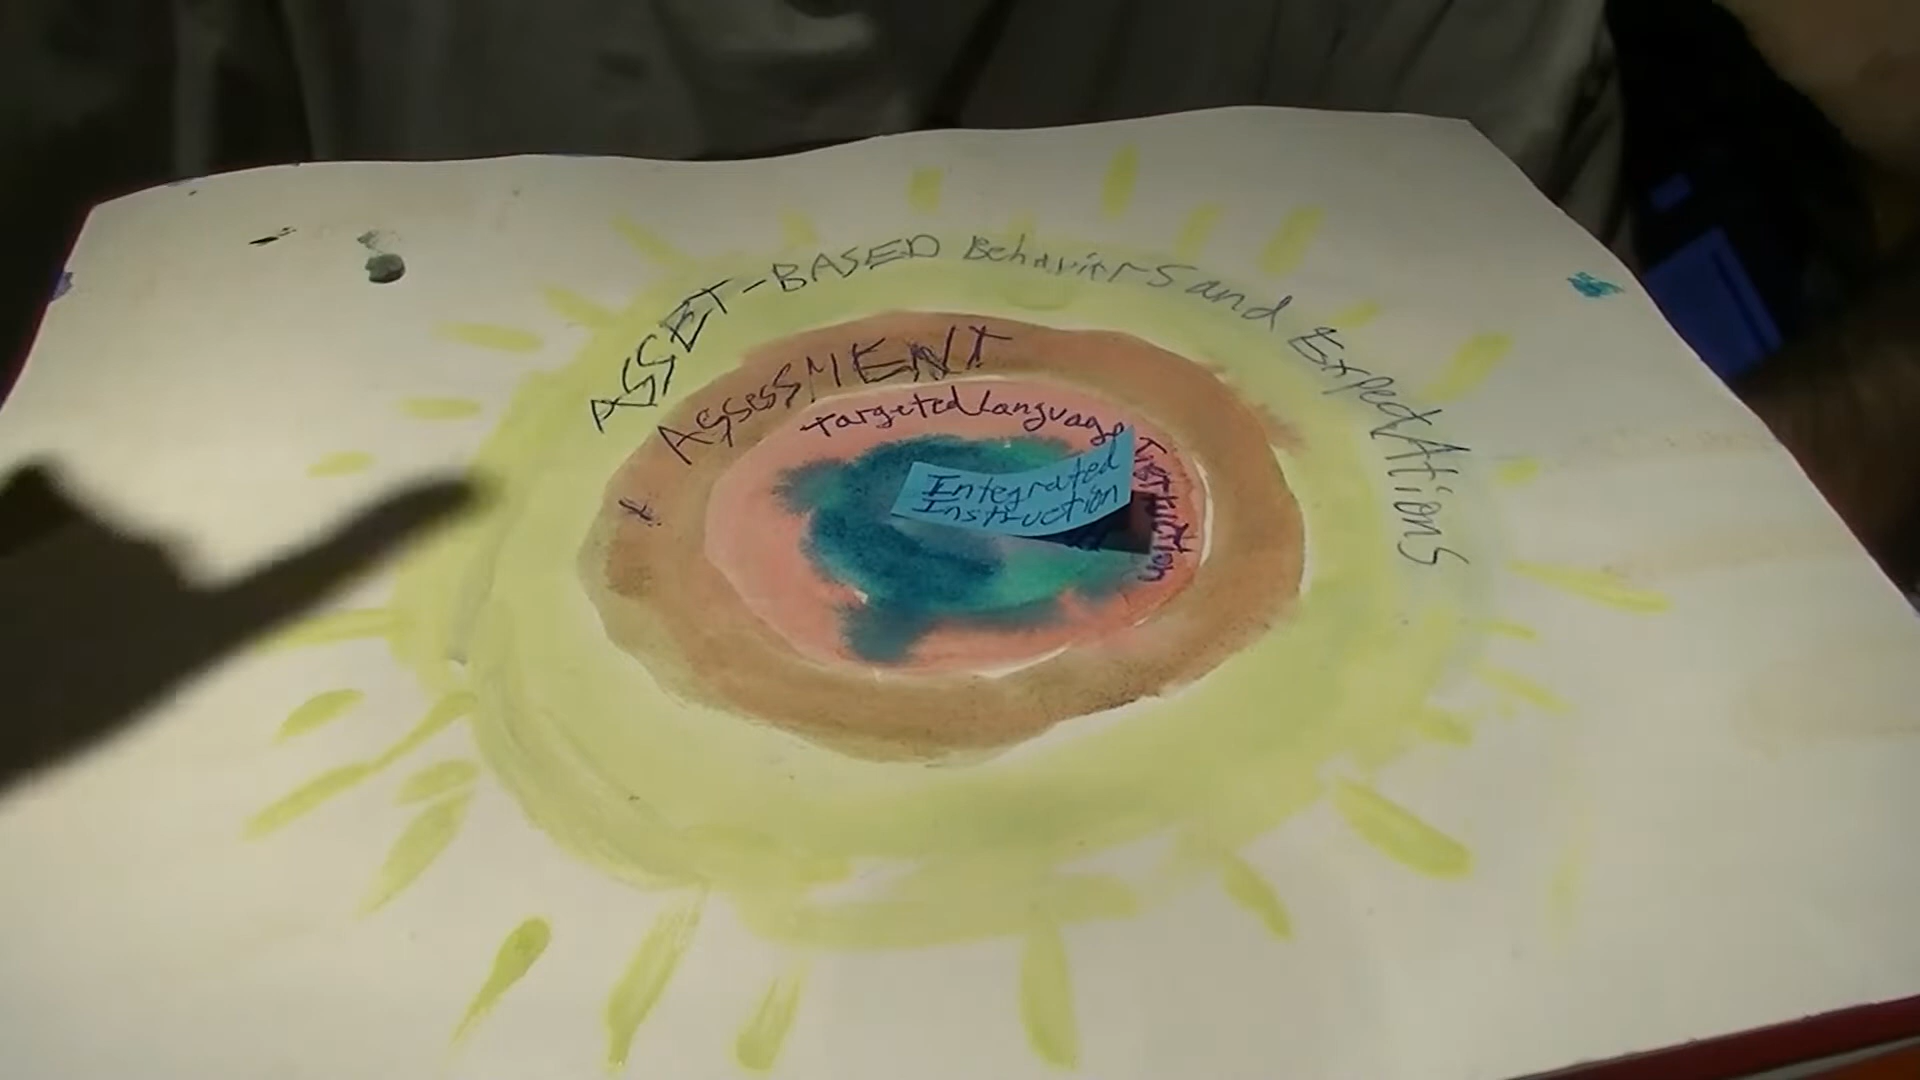 ASSET-BASED Behaviors and ExpectAtions
ASSESSMENT
Targeted Language Instruction
Integrated
Instruction